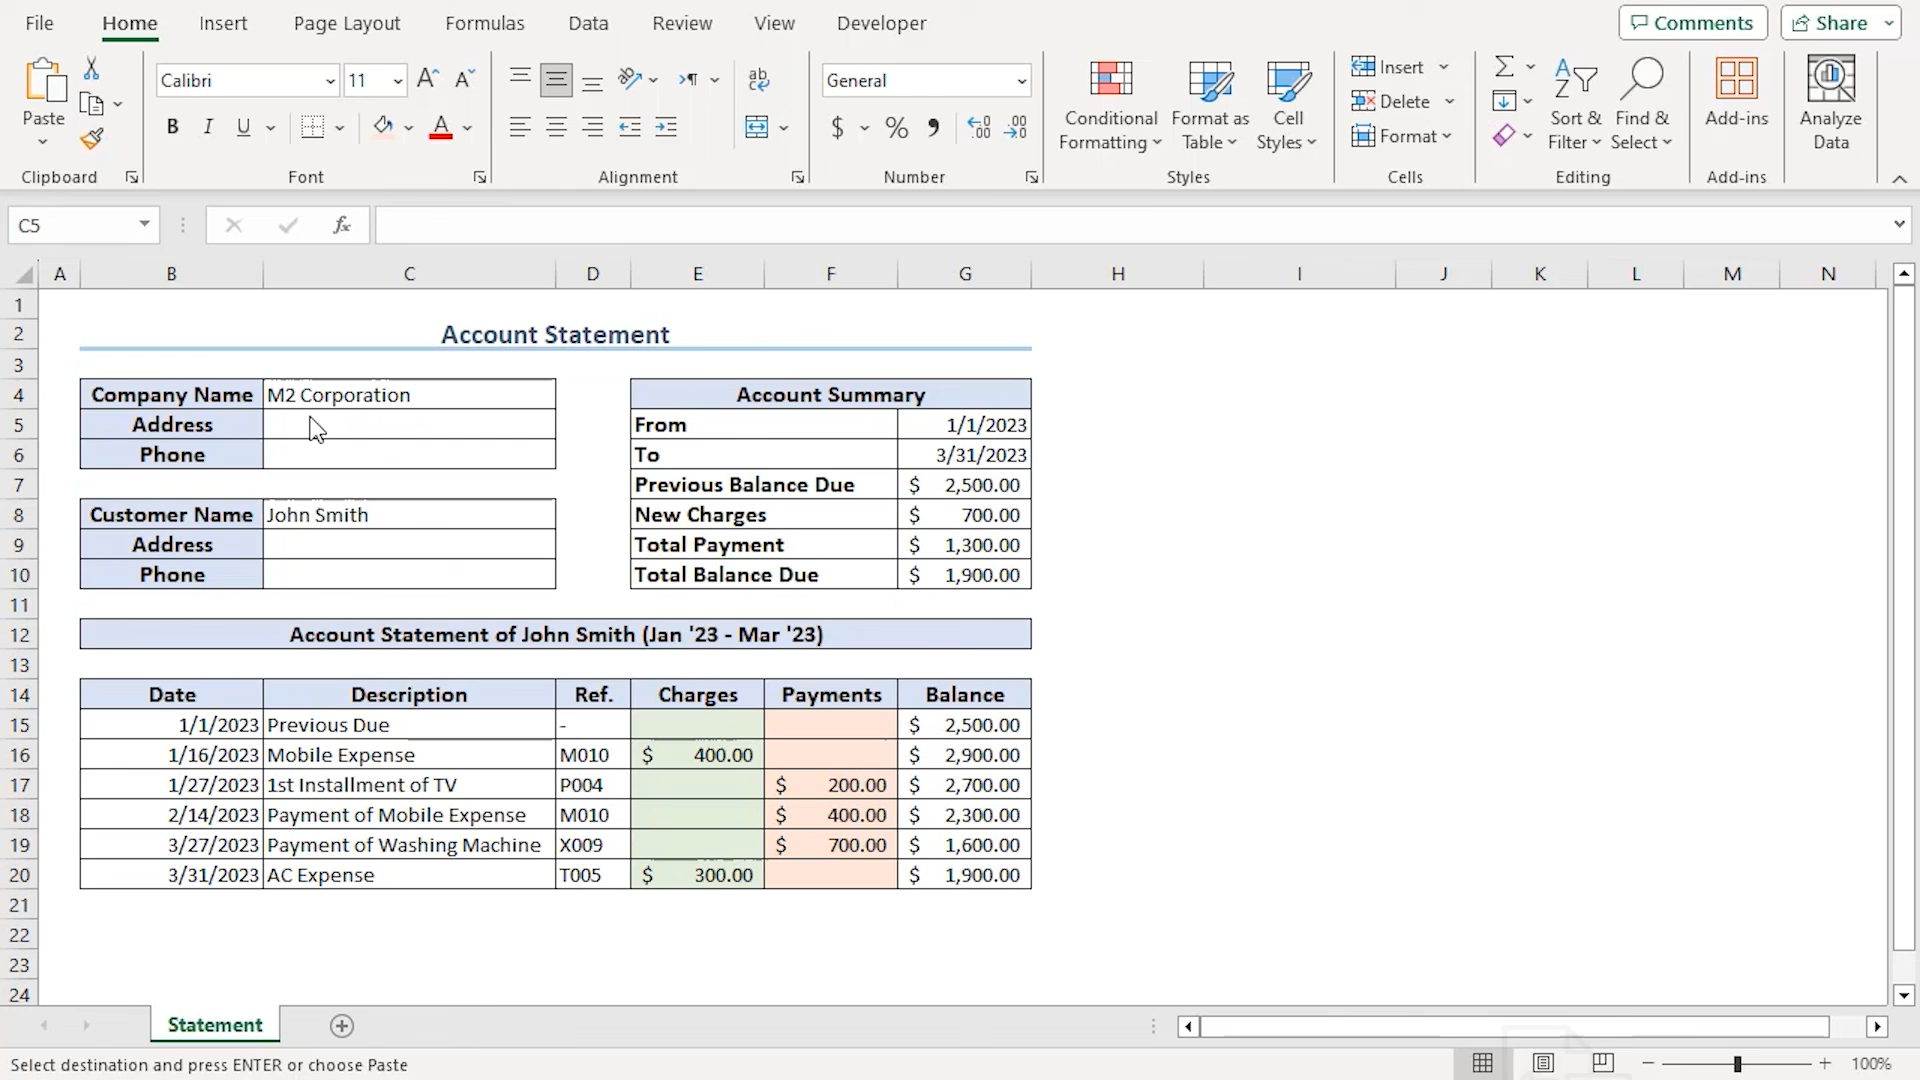 File Home Insert Page Layout Formulas Data Review View Developer Comments Share
Calibri 11 ab General
Paste Conditional Format as Cell Insert Sort & Find & Add-ins Analyze
B I U A $ % Formatting Table Styles Delete Filter Select Data
Format
Clipboard Font Alignment Number Styles Cells Editing Add-ins
C5 fx
A B C D E F G H I J K L M N
1
2 Account Statement
3
4 Company Name M2 Corporation Account Summary
5 Address From 1/1/2023
6 Phone To 3/31/2023
7 Previous Balance Due $ 2,500.00
8 Customer Name John Smith New Charges $ 700.00
9 Address Total Payment $ 1,300.00
10 Phone Total Balance Due $ 1,900.00
11
12 Account Statement of John Smith (Jan '23 - Mar '23)
13
14 Date Description Ref. Charges Payments Balance
15 1/1/2023 Previous Due - $ 2,500.00
16 1/16/2023 Mobile Expense M010 $ 400.00 $ 2,900.00
17 1/27/2023 1st Installment of TV P004 $ 200.00 $ 2,700.00
18 2/14/2023 Payment of Mobile Expense M010 $ 400.00 $ 2,300.00
19 3/27/2023 Payment of Washing Machine X009 $ 700.00 $ 1,600.00
20 3/31/2023 AC Expense T005 $ 300.00 $ 1,900.00
21
22
23
24
Statement
Select destination and press ENTER or choose Paste 100%